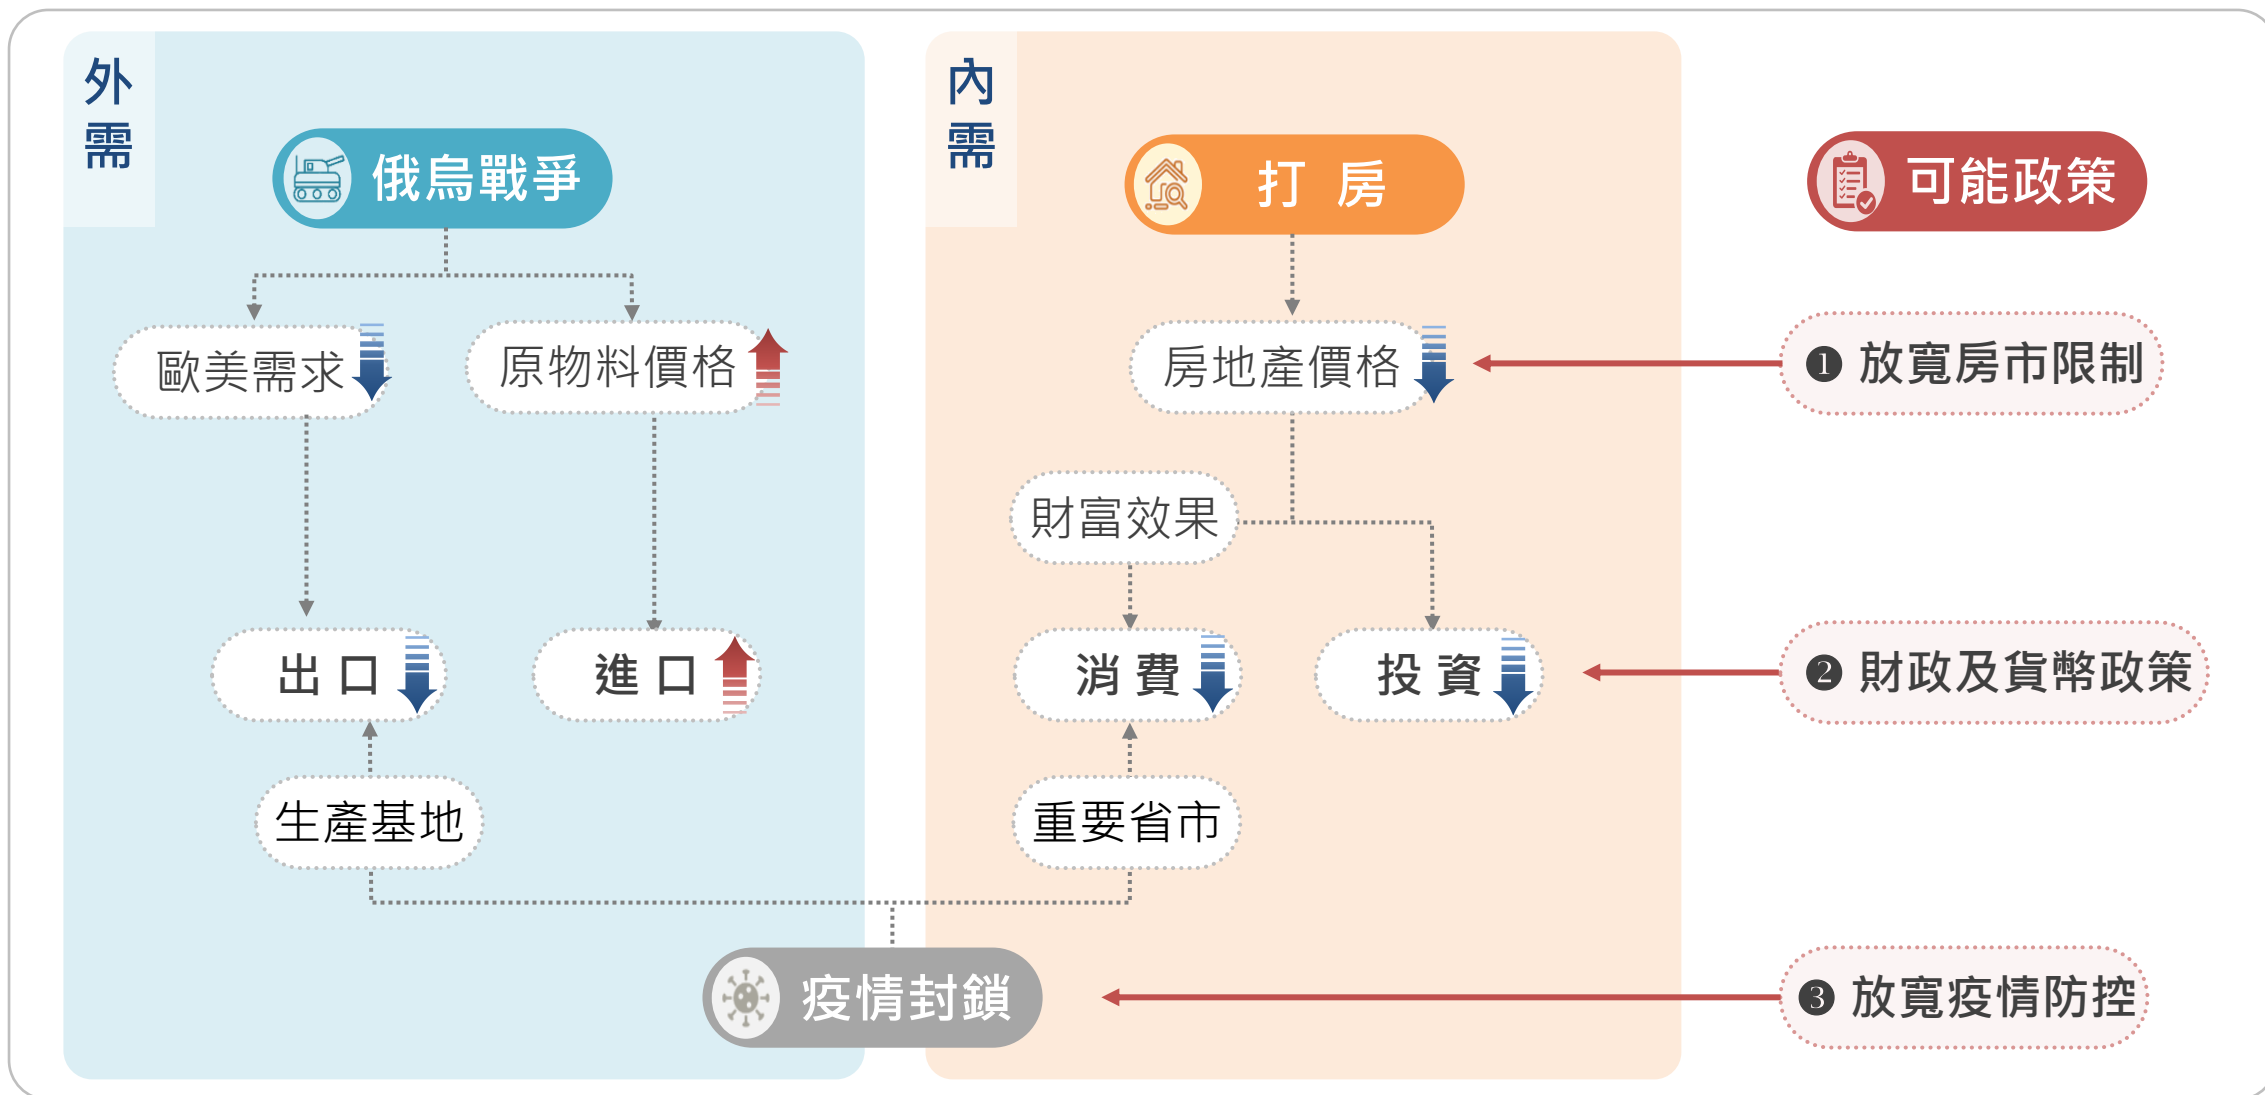 外需
俄烏戰爭
歐美需求
原物料價格
出口
進口
生產基地
內需
打房
房地產價格
財富效果
消費
投資
重要省市
疫情封鎖
可能政策
❶ 放寬房市限制
❷ 財政及貨幣政策
❸ 放寬疫情防控